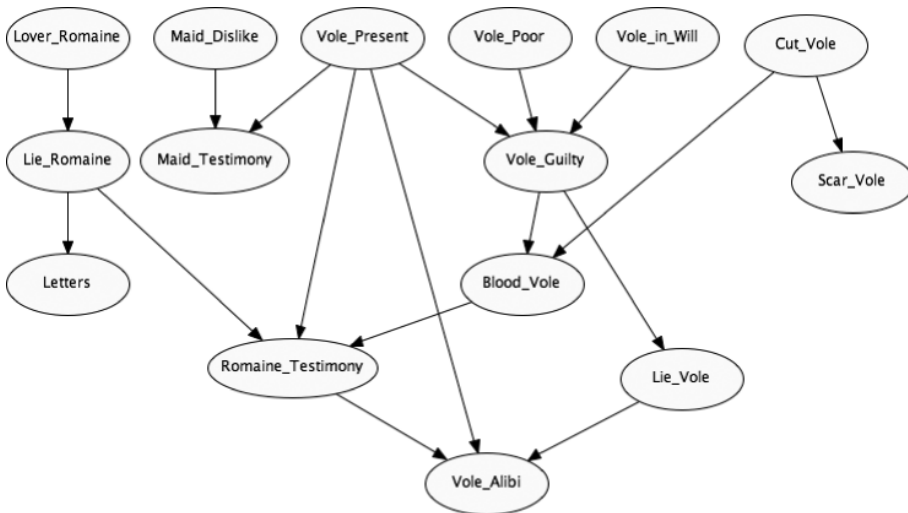 Lover_Romaine
Maid_Dislike
Vole_Present
Vole_Poor
Vole_in_Will
Cut_Vole
Lie_Romaine
Maid_Testimony
Vole_Guilty
Scar_Vole
Letters
Blood_Vole
Romaine_Testimony
Lie_Vole
Vole_Alibi